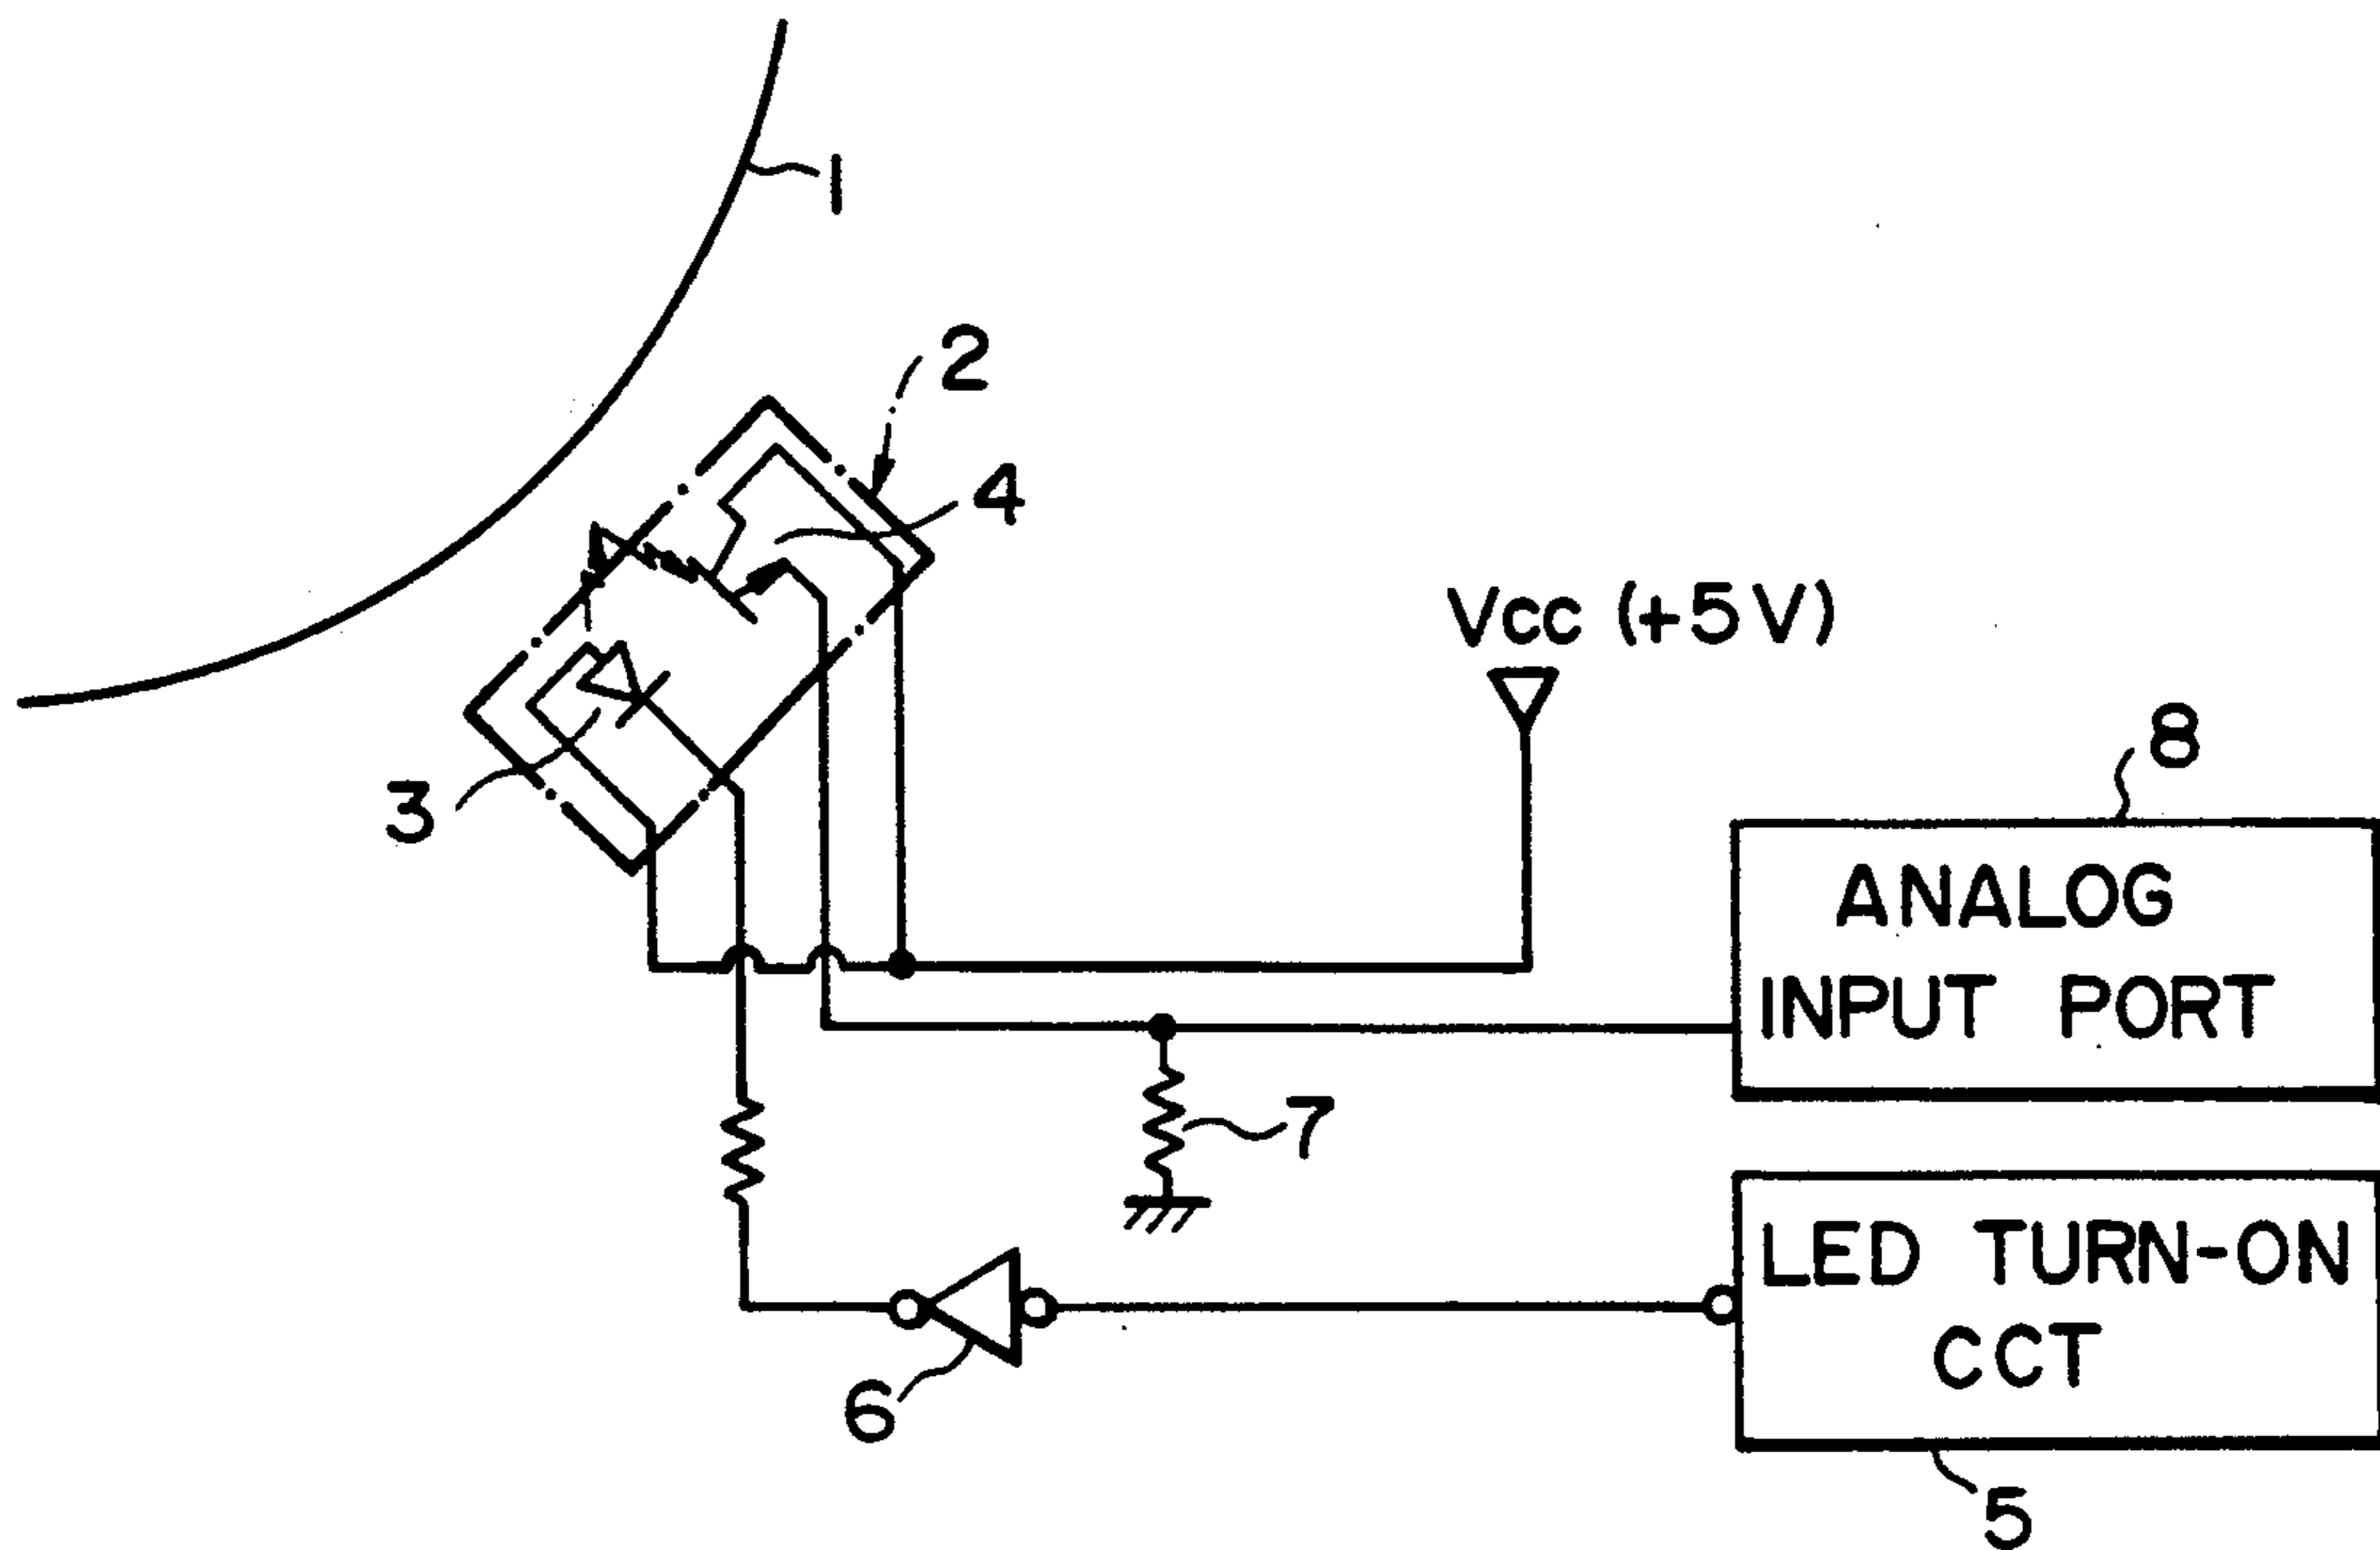 1
2
4
Vcc (+5V)
3
8
ANALOG
INPUT PORT
7
LED TURN-ON
CCT
6
5